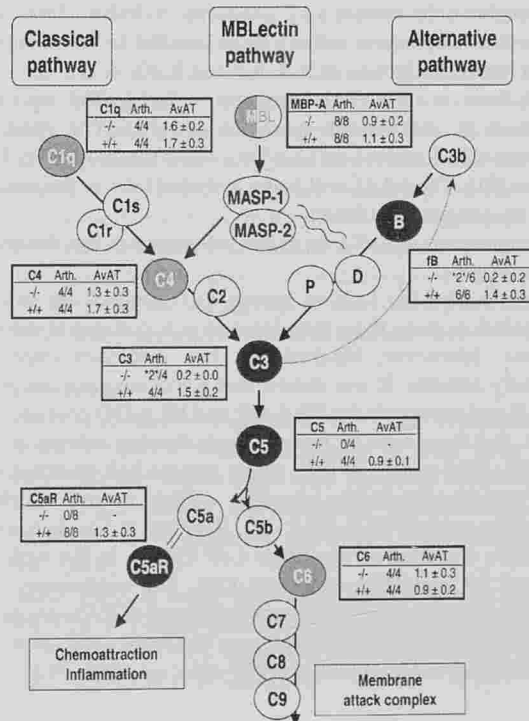 Classical
pathway
MBLectin
pathway
Alternative
pathway
C1q Arth. AvAT
-/- 4/4 1.6 ± 0.2
+/+ 4/4 1.7 ± 0.3
MBL
MBP-A Arth. AvAT
-/- 8/8 0.9 ± 0.2
+/+ 8/8 1.1 ± 0.3
C1q
C3b
C1s
C1r
MASP-1
MASP-2
B
C4 Arth. AvAT
-/- 4/4 1.3 ± 0.3
+/+ 4/4 1.7 ± 0.3
C4
C2
P
D
fB Arth. AvAT
-/- *2*/6 0.2 ± 0.2
+/+ 6/6 1.4 ± 0.3
C3 Arth. AvAT
-/- *2*/4 0.2 ± 0.0
+/+ 4/4 1.5 ± 0.2
C3
C5
C5 Arth. AvAT
-/- 0/4 -
+/+ 4/4 0.9 ± 0.1
C5aR Arth. AvAT
-/- 0/8 -
+/+ 8/8 1.3 ± 0.3
C5a
C5b
C5aR
C6
C6 Arth. AvAT
-/- 4/4 1.1 ± 0.3
+/+ 4/4 0.9 ± 0.2
C7
C8
C9
Chemoattraction
Inflammation
Membrane
attack complex